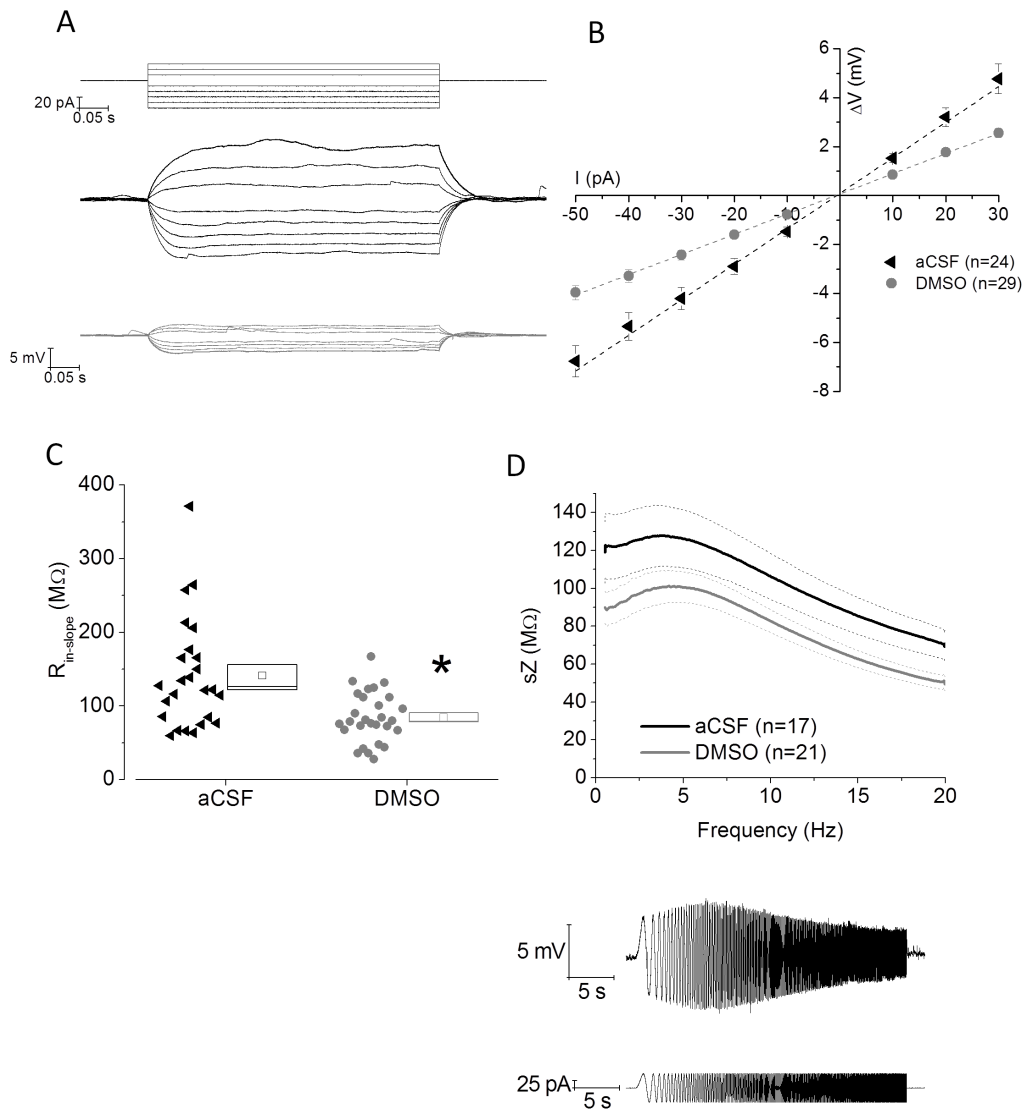 A
20 pA
0.05 s
5 mV
0.05 s
B
ΔV (mV)
6
4
2
-2
-4
-6
-8
I (pA)
-50 -40 -30 -20 -10 10 20 30
aCSF (n=24)
DMSO (n=29)
C
Rin-slope (MΩ)
400
300
200
100
0
*
aCSF DMSO
D
sZ (MΩ)
140
120
100
80
60
40
20
0
aCSF (n=17)
DMSO (n=21)
0 5 10 15 20
Frequency (Hz)
5 mV
5 s
25 pA
5 s